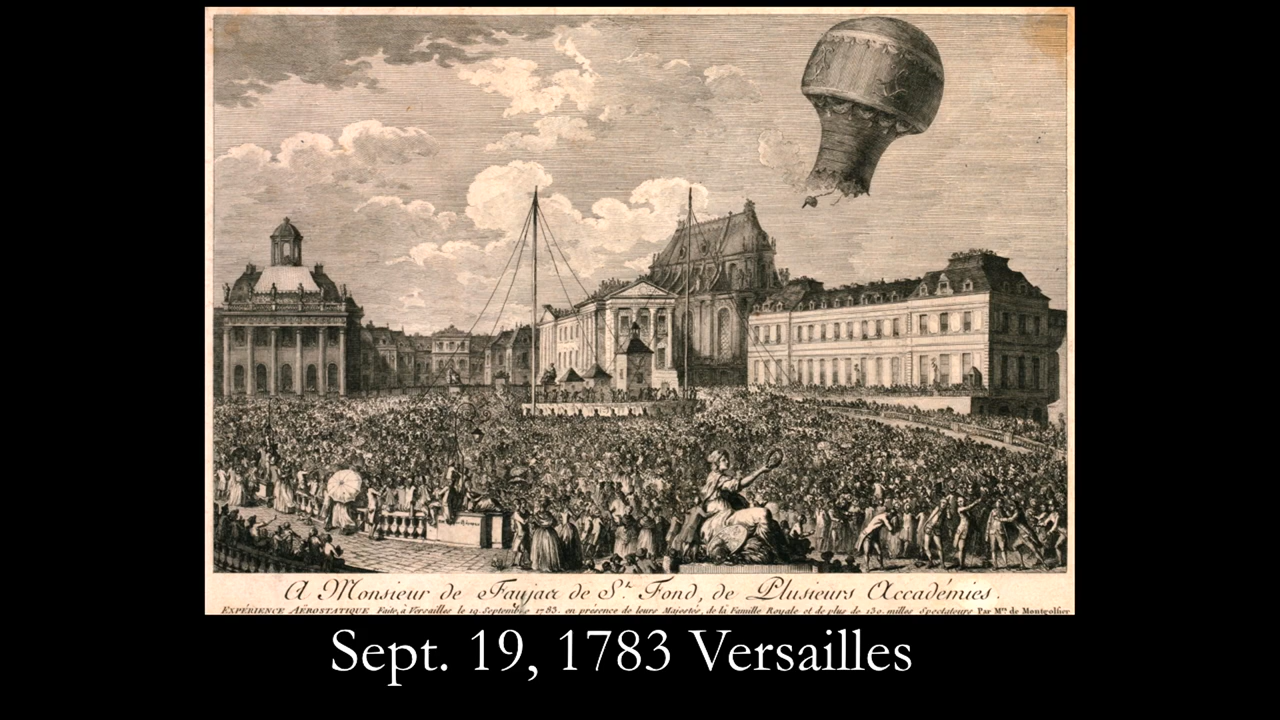 A Monsieur de Faujas de St. Fond, de Plusieurs Accadémies.
EXPÉRIENCE AËROSTATIQUE Faite, à Versailles le 19 Septembre 1783. en présence de leurs Majestés, de la Famille Royale et de plus de 130. milles Spectateurs Par Mrs. de Montgolfier
Sept. 19, 1783 Versailles